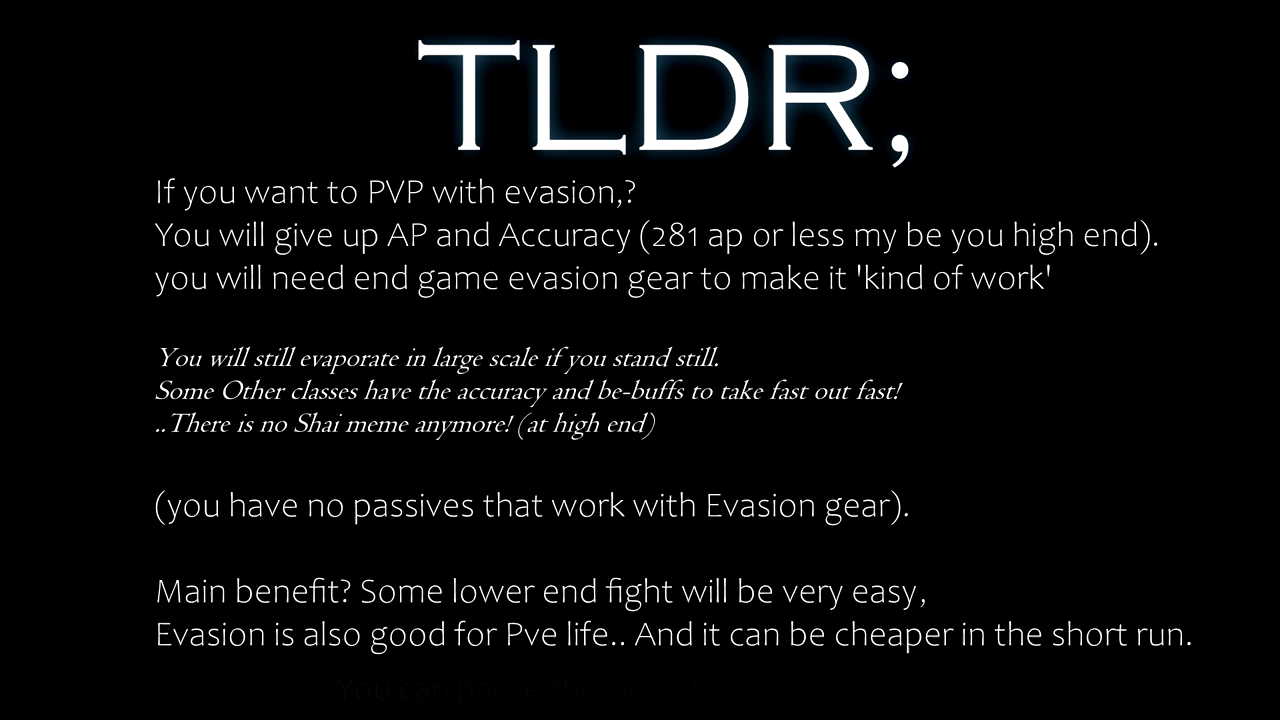 TLDR;
If you want to PVP with evasion,?
You will give up AP and Accuracy (281 ap or less my be you high end).
you will need end game evasion gear to make it 'kind of work'
You will still evaporate in large scale if you stand still.
Some Other classes have the accuracy and be-buffs to take fast out fast!
..There is no Shai meme anymore! (at high end)
(you have no passives that work with Evasion gear).
Main benefit? Some lower end fight will be very easy,
Evasion is also good for Pve life.. And it can be cheaper in the short run.
You can pause the video for